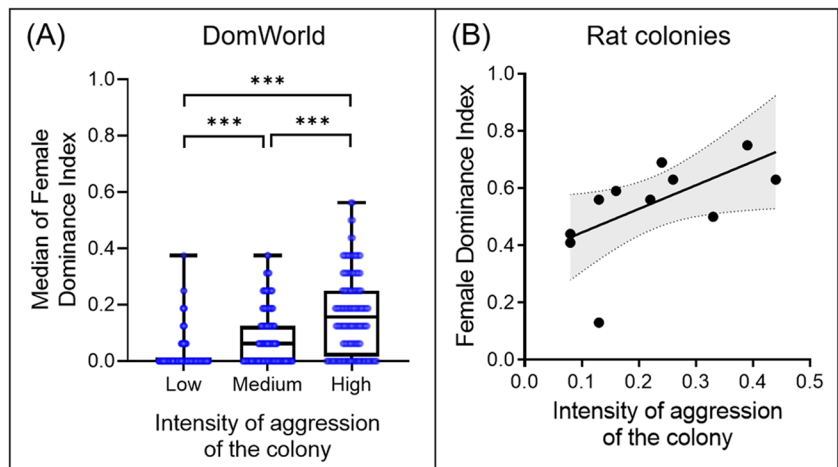 (A) DomWorld
Median of Female
Dominance Index
1.0
0.8
0.6
0.4
0.2
0.0
***
*** ***
Low Medium High
Intensity of aggression
of the colony
(B) Rat colonies
Female Dominance Index
1.0
0.8
0.6
0.4
0.2
0.0
0.0 0.1 0.2 0.3 0.4 0.5
Intensity of aggression
of the colony